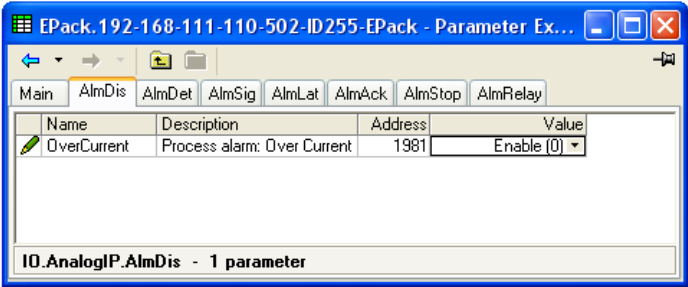 EPack.192-168-111-110-502-ID255-EPack - Parameter Ex...
Main AlmDis AlmDet AlmSig AlmLat AlmAck AlmStop AlmRelay
Name Description Address Value
OverCurrent Process alarm: Over Current 1981 Enable (0)
IO.AnalogIP.AlmDis - 1 parameter